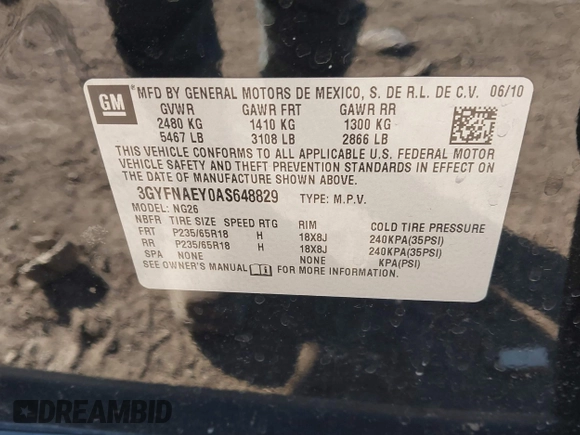 GM
MFD BY GENERAL MOTORS DE MEXICO, S. DE R.L. DE C.V. 06/10
GVWR GAWR FRT GAWR RR
2480 KG 1410 KG 1300 KG
5467 LB 3108 LB 2866 LB
THIS VEHICLE CONFORMS TO ALL APPLICABLE U.S. FEDERAL MOTOR
VEHICLE SAFETY AND THEFT PREVENTION STANDARDS IN EFFECT ON
THE DATE OF MANUFACTURE SHOWN ABOVE.
3GYFNAEY0AS648829 TYPE: M.P.V.
MODEL: NG26
NBFR TIRE SIZE SPEED RTG RIM COLD TIRE PRESSURE
FRT P235/65R18 H 18X8J 240KPA(35PSI)
RR P235/65R18 H 18X8J 240KPA(35PSI)
SPA NONE NONE KPA(PSI)
SEE OWNER'S MANUAL FOR MORE INFORMATION.
DREAMBID